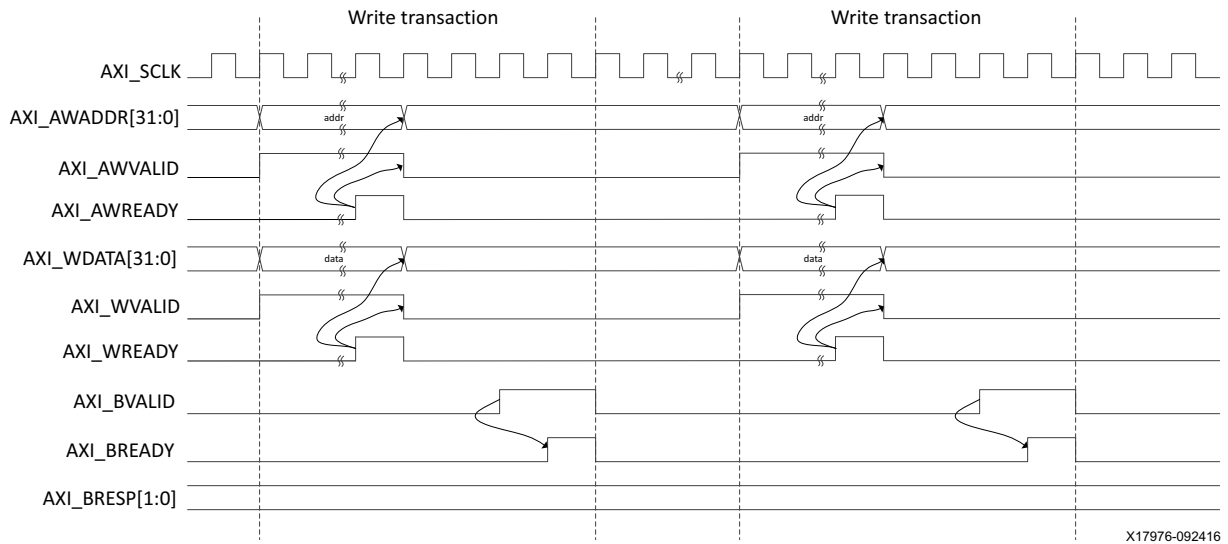 Write transaction Write transaction
AXI_SCLK
AXI_AWADDR[31:0] addr addr
AXI_AWVALID
AXI_AWREADY
AXI_WDATA[31:0] data data
AXI_WVALID
AXI_WREADY
AXI_BVALID
AXI_BREADY
AXI_BRESP[1:0]
X17976-092416